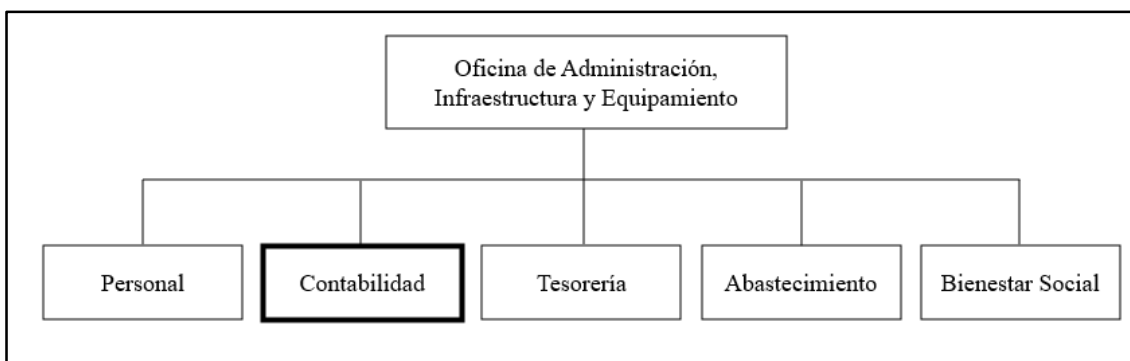 Oficina de Administración,
Infraestructura y Equipamiento
Personal
Contabilidad
Tesorería
Abastecimiento
Bienestar Social